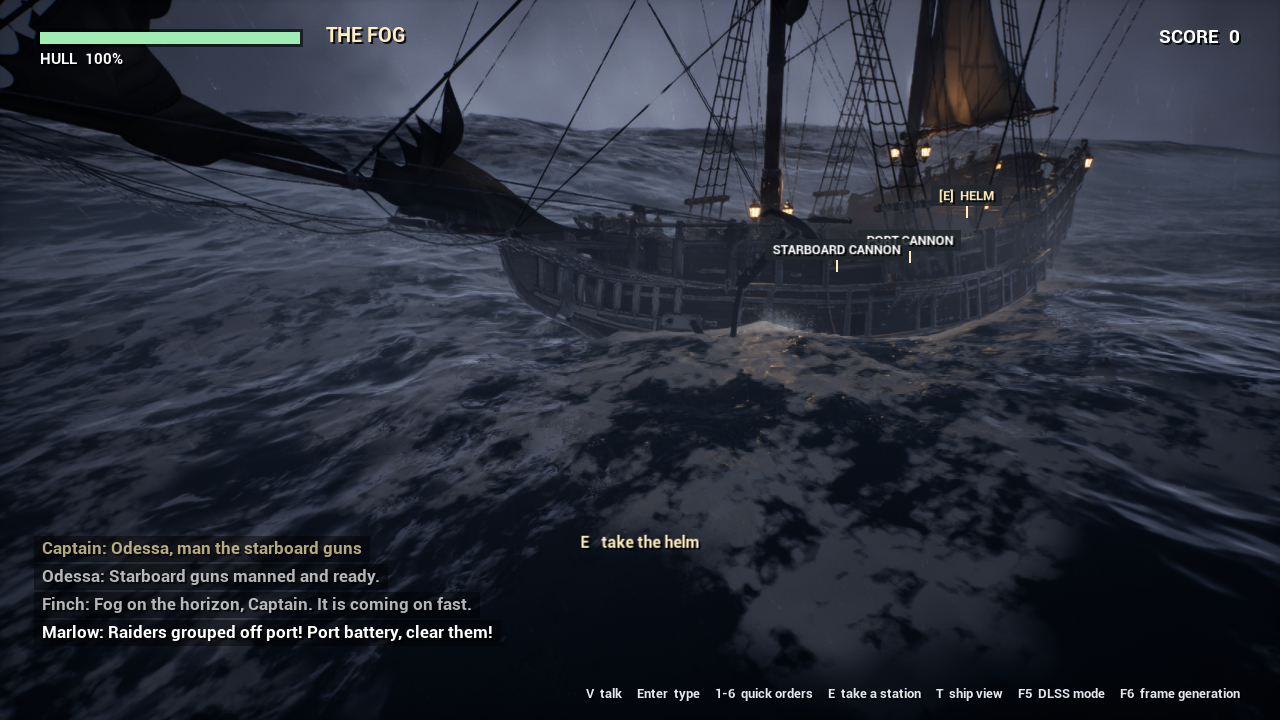 THE FOG
SCORE 0
HULL 100%
[E] HELM
PORT CANNON
STARBOARD CANNON
E take the helm
Captain: Odessa, man the starboard guns
Odessa: Starboard guns manned and ready.
Finch: Fog on the horizon, Captain. It is coming on fast.
Marlow: Raiders grouped off port! Port battery, clear them!
V talk Enter type 1-6 quick orders E take a station T ship view F5 DLSS mode F6 frame generation